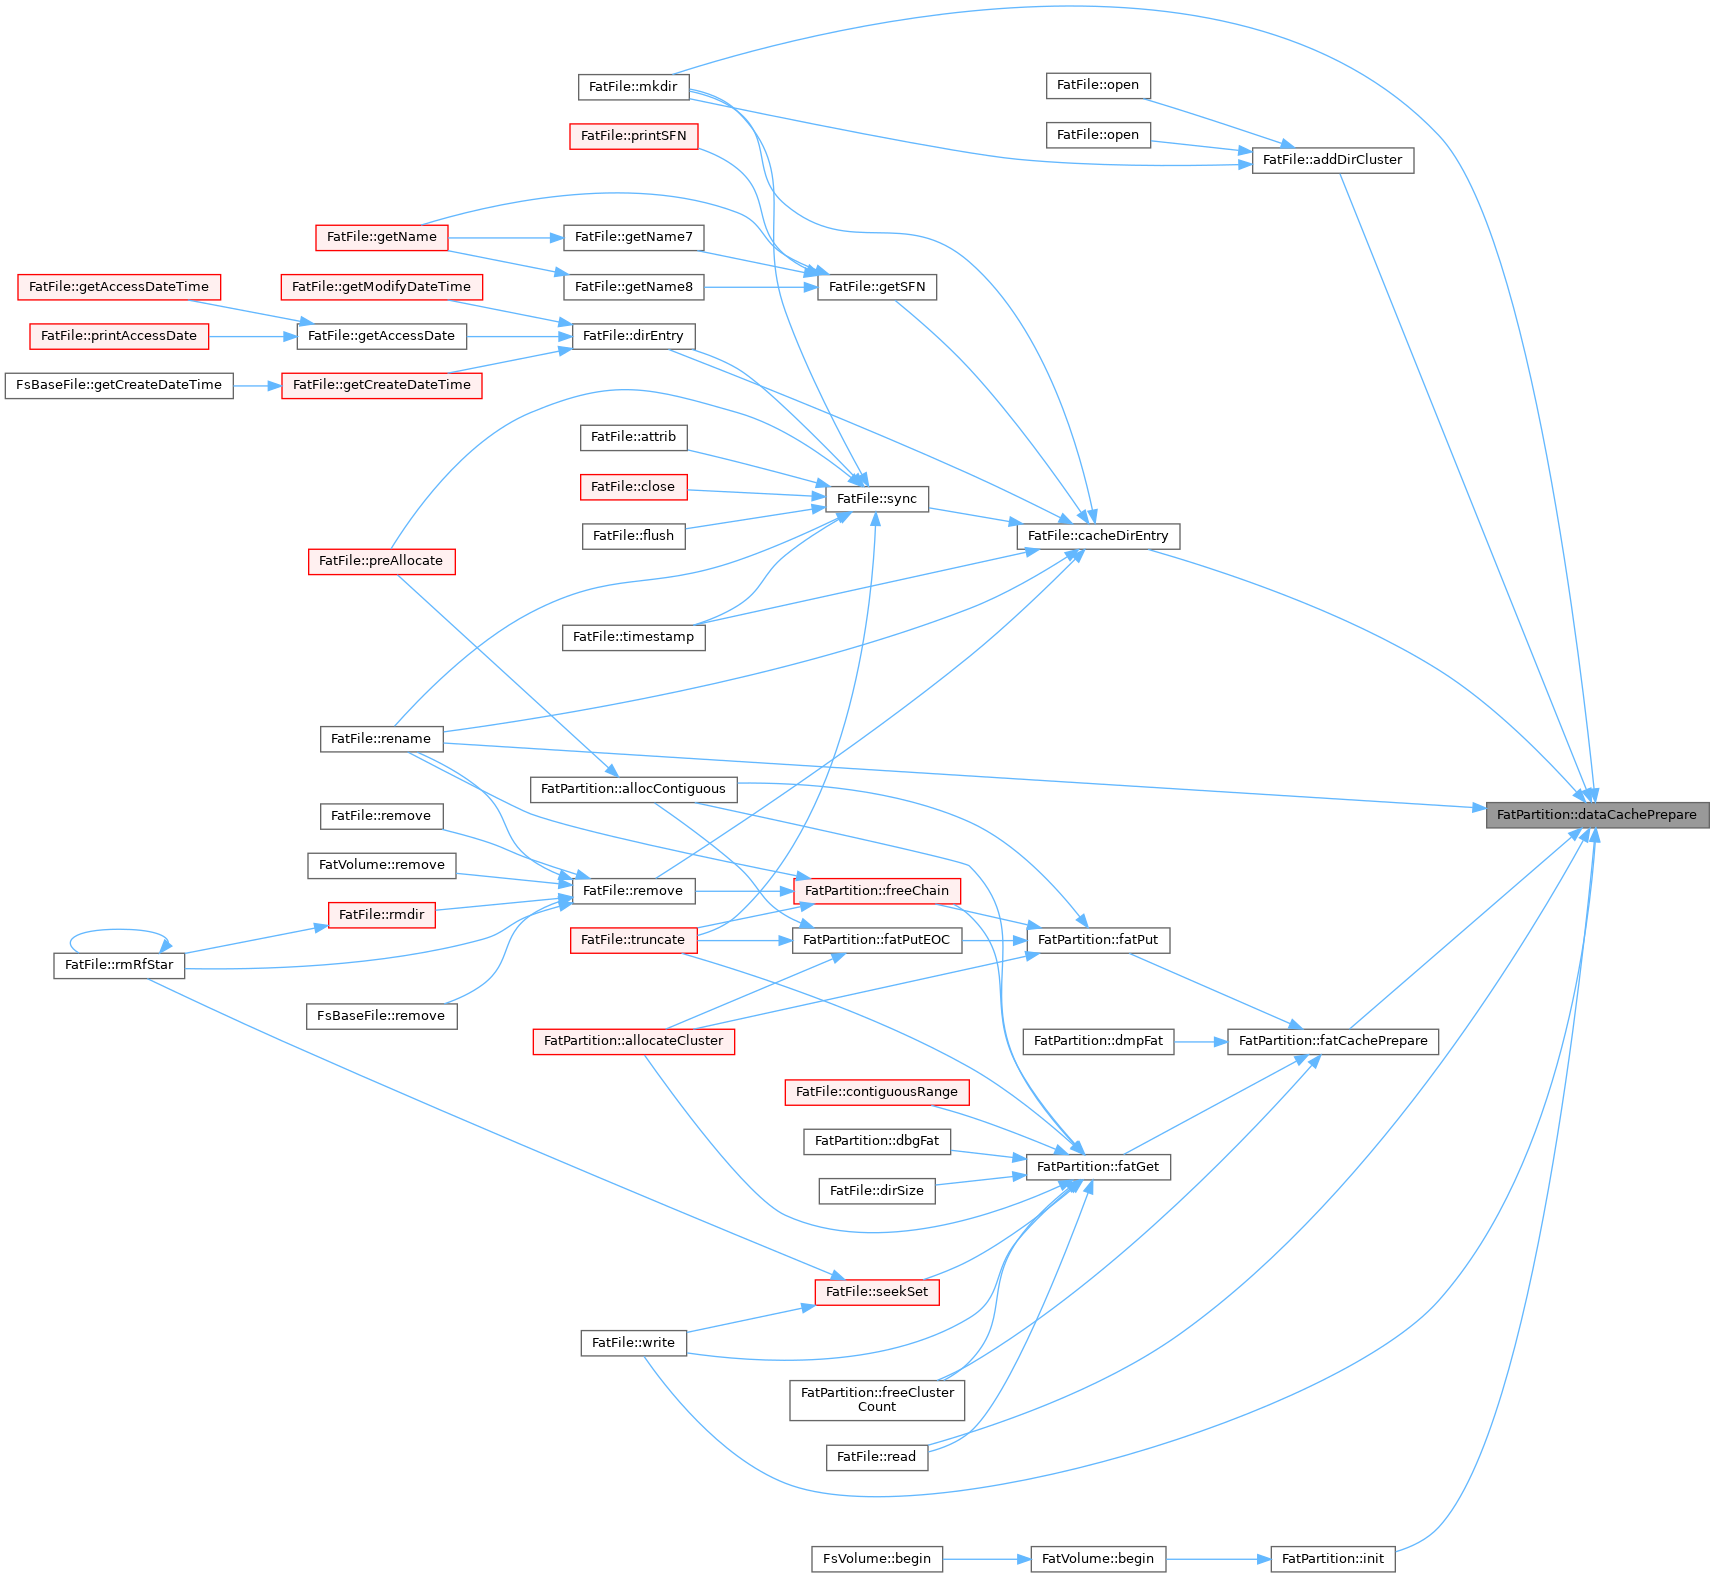 FatFile::mkdir
FatFile::open
FatFile::printSFN
FatFile::open
FatFile::addDirCluster
FatFile::getName
FatFile::getName7
FatFile::getAccessDateTime
FatFile::getModifyDateTime
FatFile::getName8
FatFile::getSFN
FatFile::printAccessDate
FatFile::getAccessDate
FatFile::dirEntry
FsBaseFile::getCreateDateTime
FatFile::getCreateDateTime
FatFile::attrib
FatFile::close
FatFile::sync
FatFile::flush
FatFile::cacheDirEntry
FatFile::preAllocate
FatFile::timestamp
FatFile::rename
FatPartition::allocContiguous
FatFile::remove
FatPartition::dataCachePrepare
FatVolume::remove
FatFile::remove
FatPartition::freeChain
FatFile::rmdir
FatFile::truncate
FatPartition::fatPutEOC
FatPartition::fatPut
FatFile::rmRfStar
FsBaseFile::remove
FatPartition::allocateCluster
FatPartition::dmpFat
FatPartition::fatCachePrepare
FatFile::contiguousRange
FatPartition::dbgFat
FatPartition::fatGet
FatFile::dirSize
FatFile::seekSet
FatFile::write
FatPartition::freeCluster
Count
FatFile::read
FsVolume::begin
FatVolume::begin
FatPartition::init